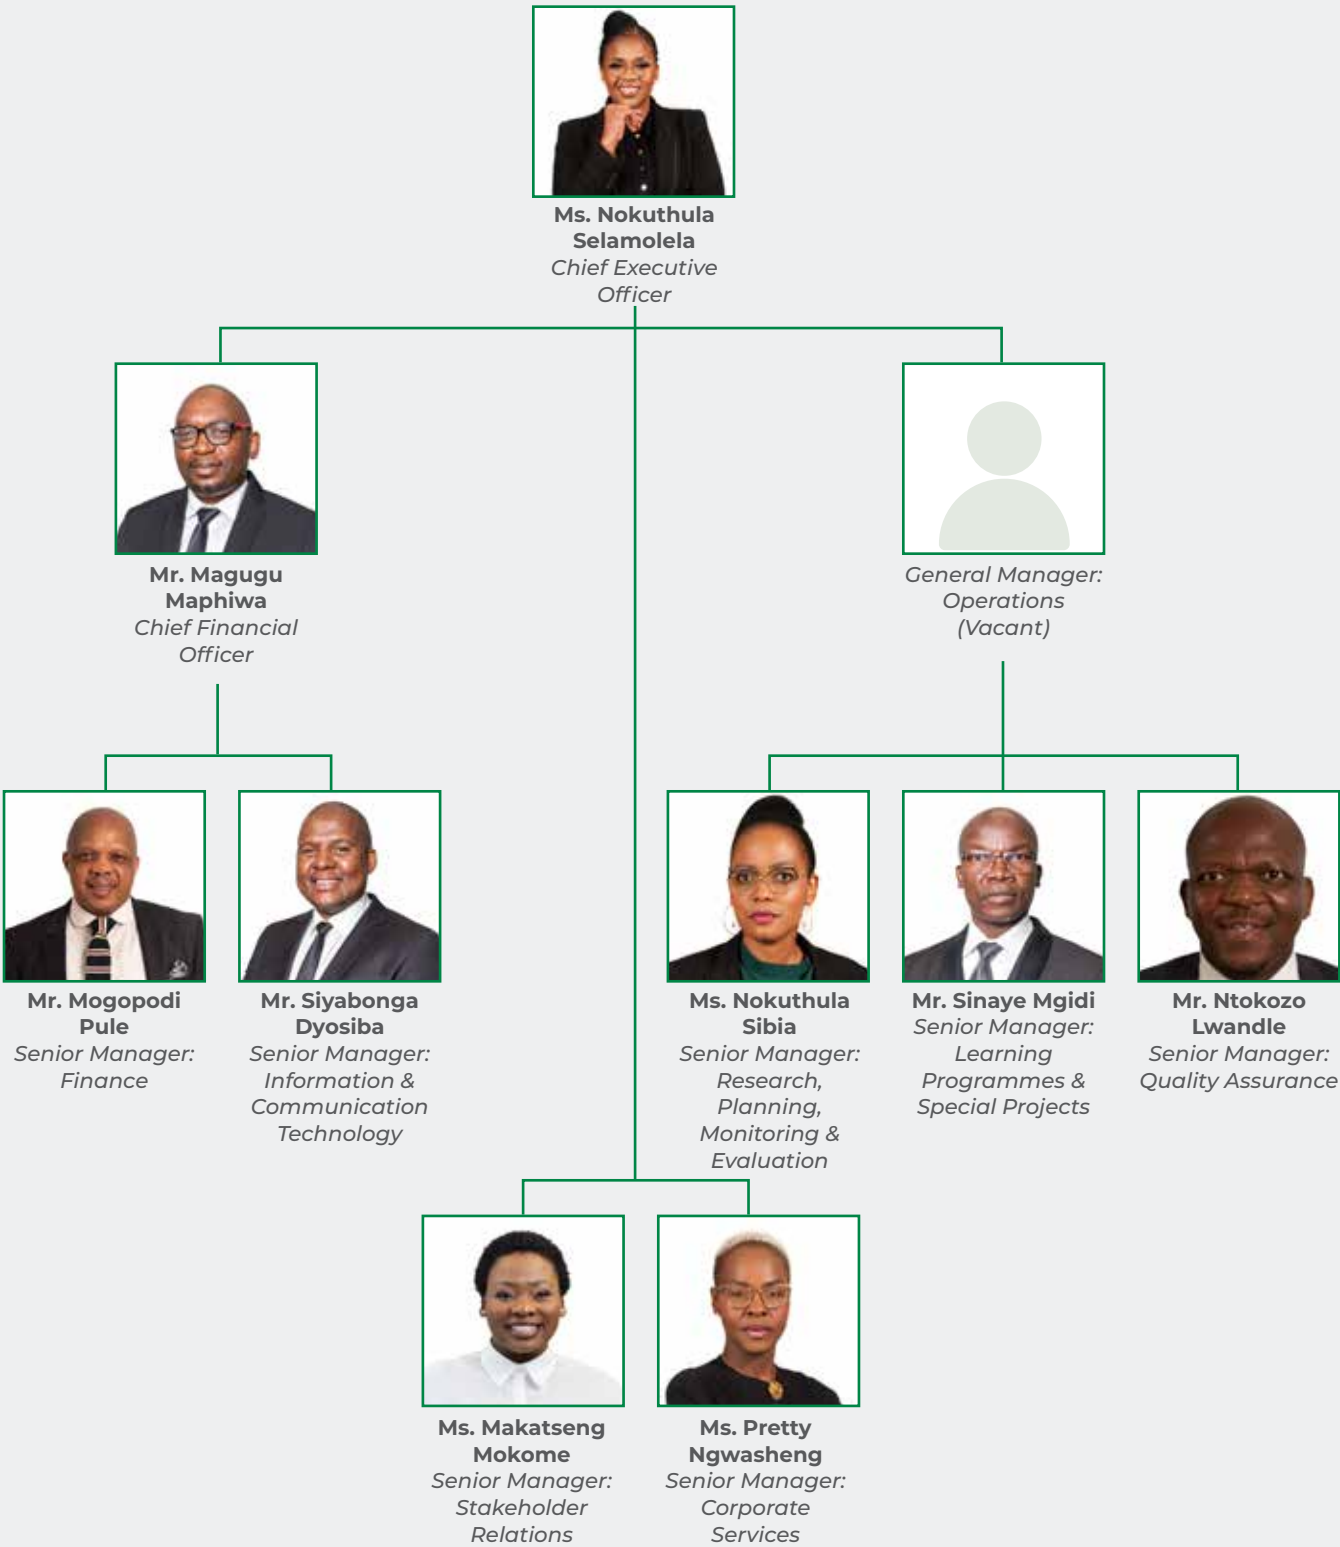 Ms. Nokuthula
Selamolela
Chief Executive
Officer
Mr. Magugu
Maphiwa
Chief Financial
Officer
General Manager:
Operations
(Vacant)
Mr. Mogopodi
Pule
Senior Manager:
Finance
Mr. Siyabonga
Dyosiba
Senior Manager:
Information &
Communication
Technology
Ms. Nokuthula
Sibia
Senior Manager:
Research,
Planning,
Monitoring &
Evaluation
Mr. Sinaye Mgidi
Senior Manager:
Learning
Programmes &
Special Projects
Mr. Ntokozo
Lwandle
Senior Manager:
Quality Assurance
Ms. Makatseng
Mokome
Senior Manager:
Stakeholder
Relations
Ms. Pretty
Ngwasheng
Senior Manager:
Corporate
Services